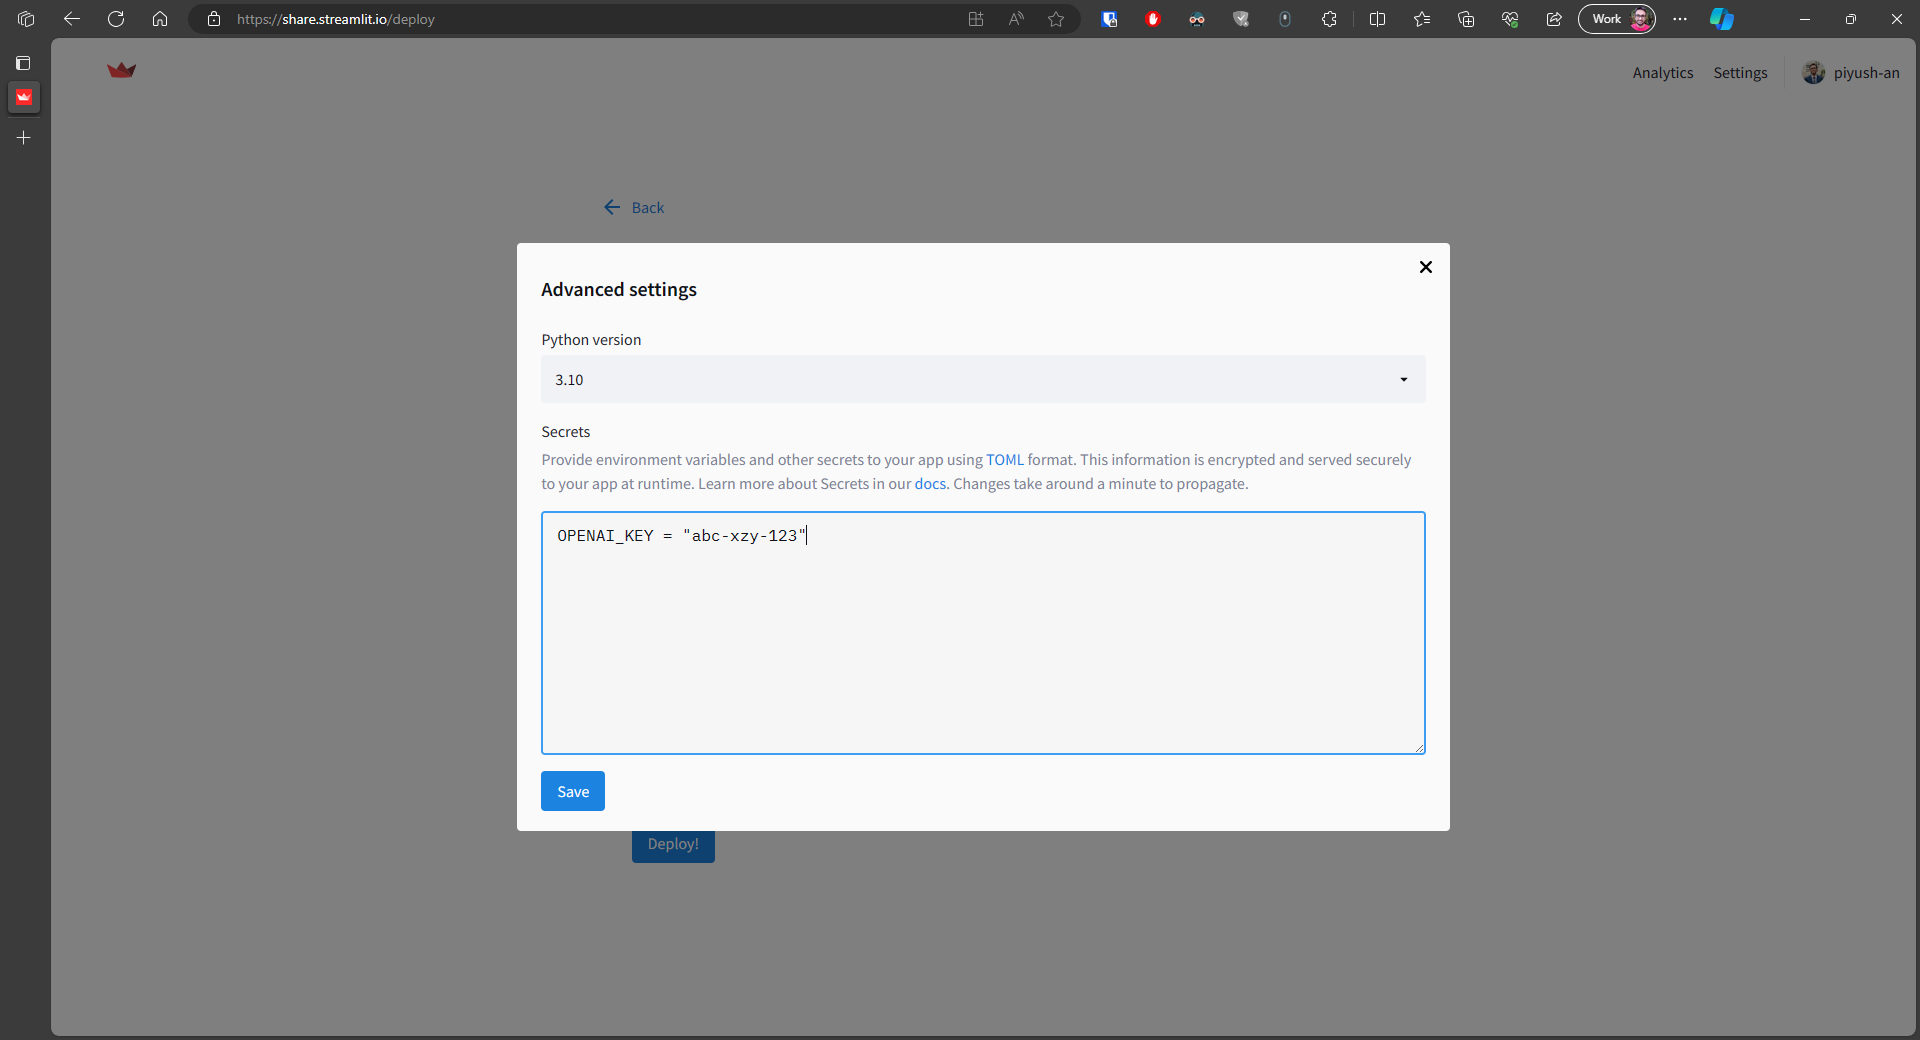 https://share.streamlit.io/deploy
Work
Analytics
Settings
piyush-an
Back
Advanced settings
Python version
3.10
Secrets
Provide environment variables and other secrets to your app using TOML format. This information is encrypted and served securely
to your app at runtime. Learn more about Secrets in our docs. Changes take around a minute to propagate.
OPENAI_KEY = "abc-xzy-123"
Save
Deploy!